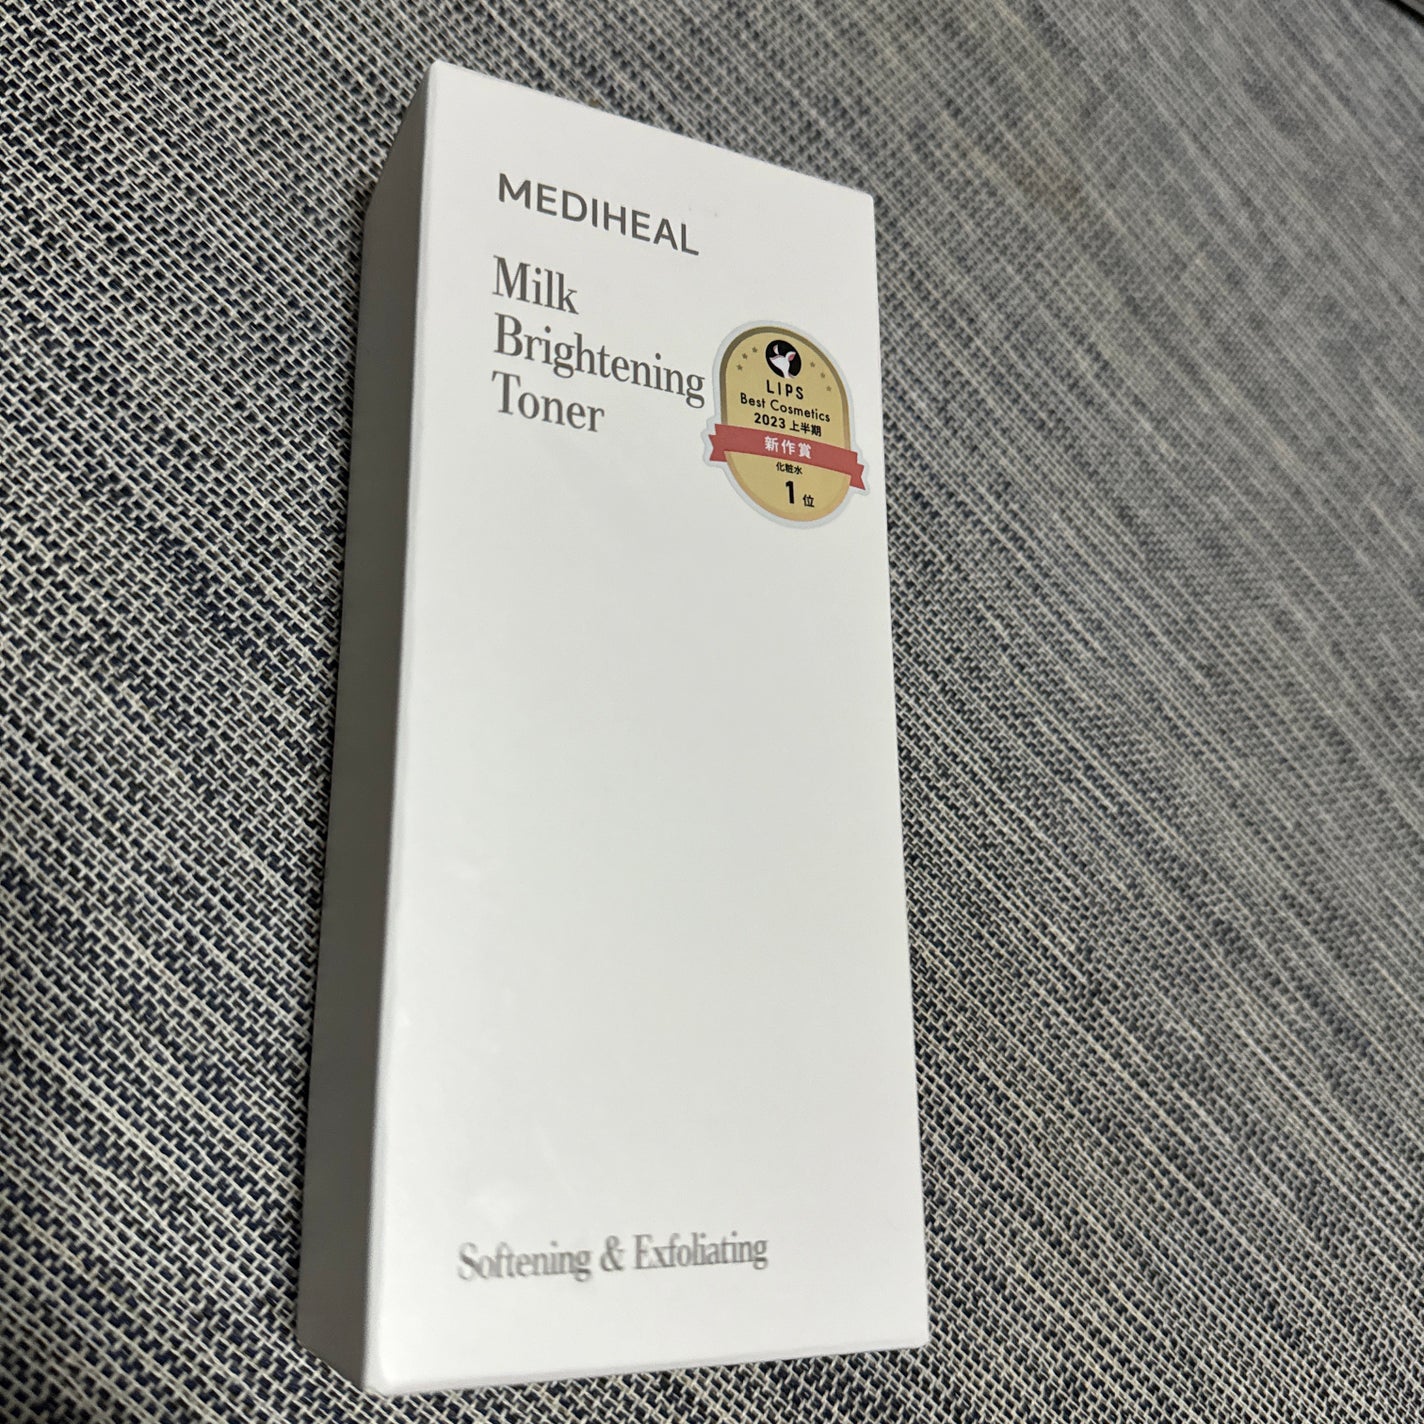 MEDIHEAL
Milk
Brightening
Toner
LIPS
Best Cosmetics
2023 上半期
新作賞
化粧水
1位
Softening & Exfoliating